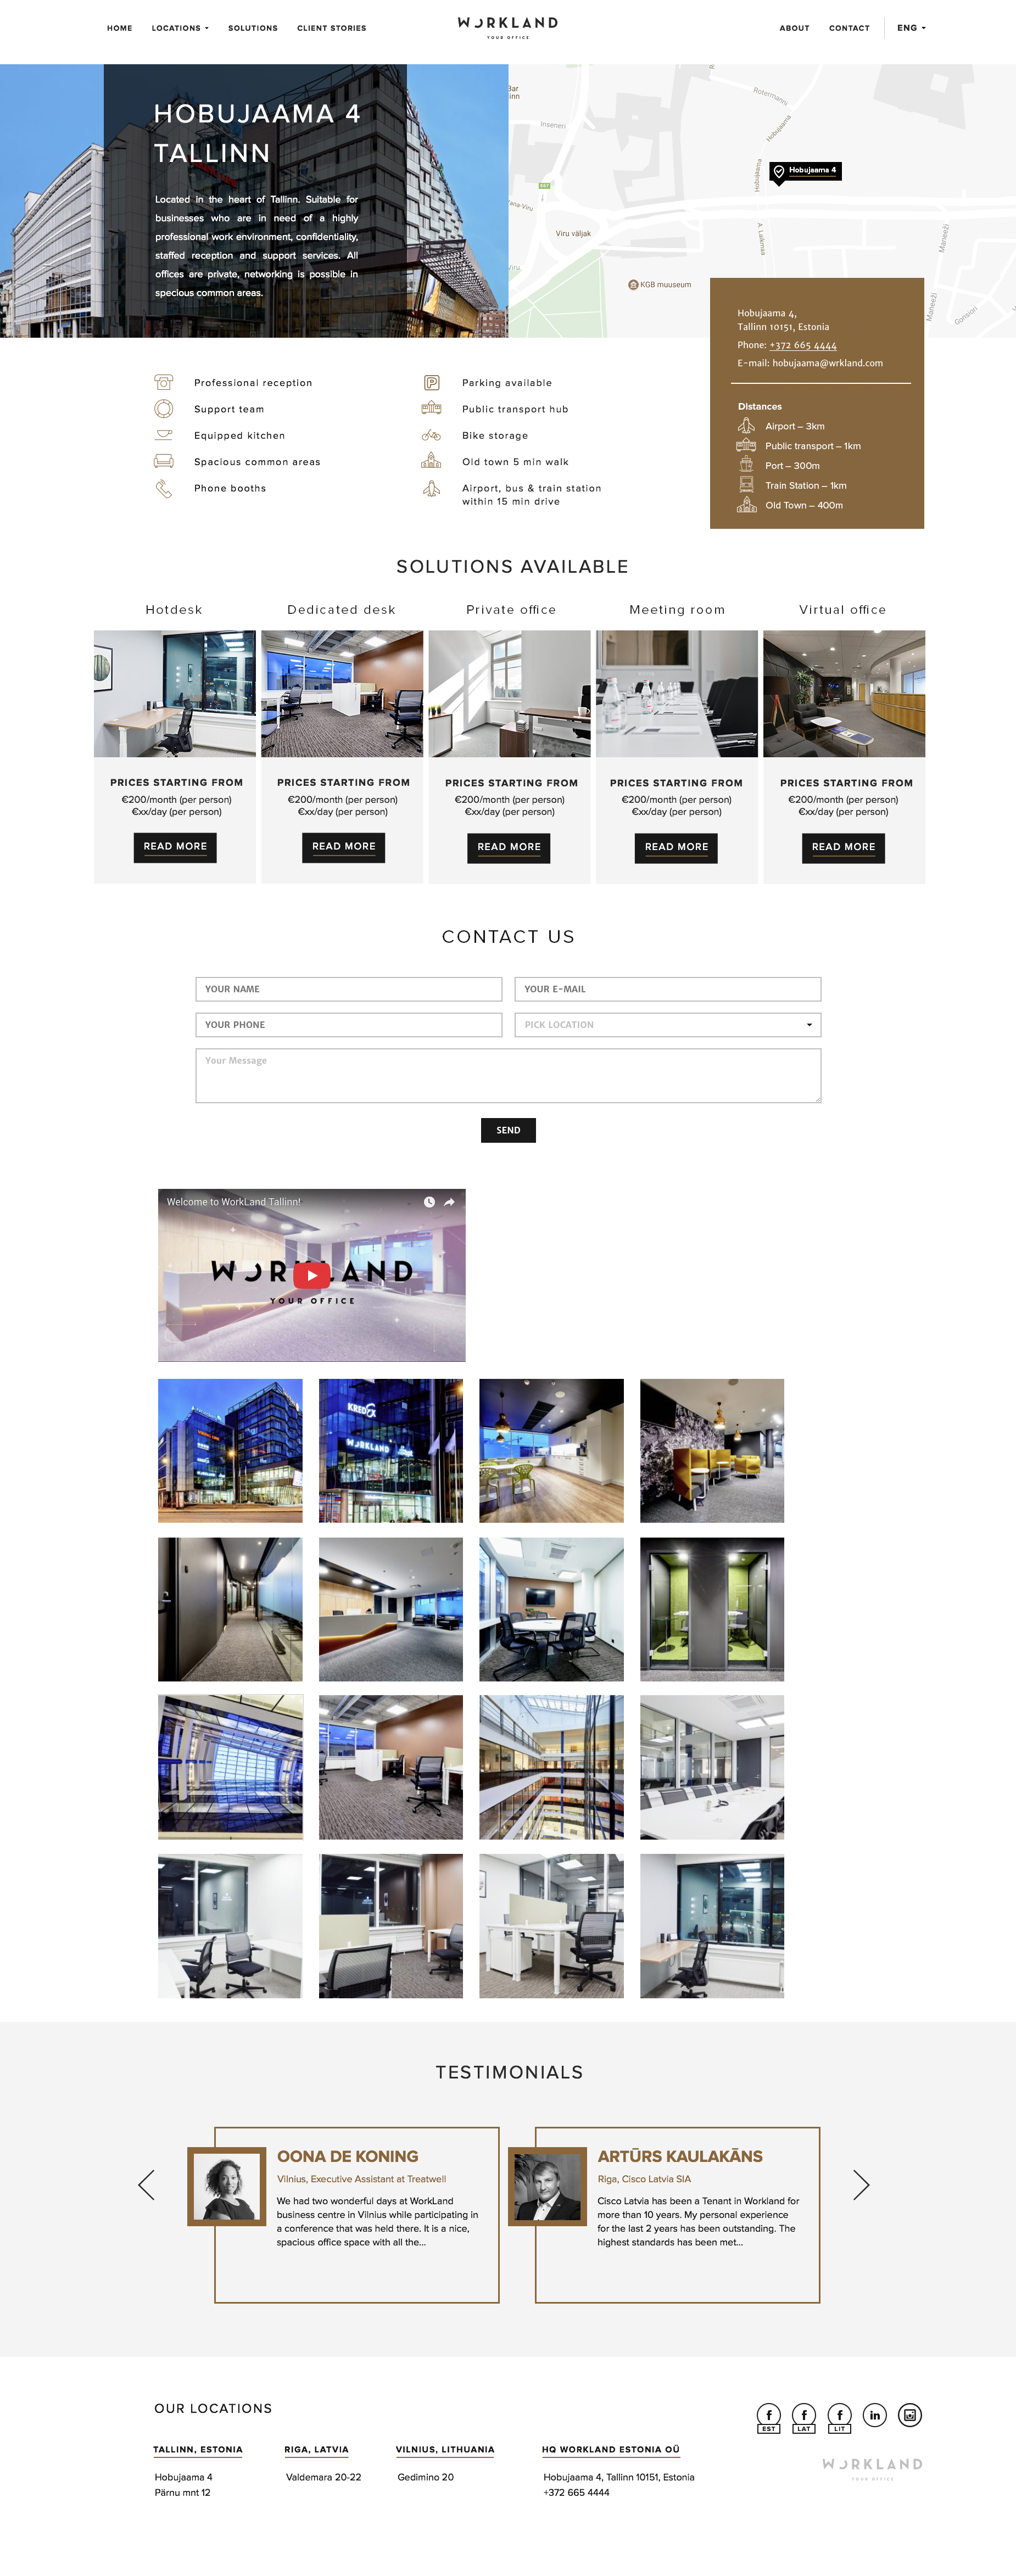 HOME LOCATIONS SOLUTIONS CLIENT STORIES
WORKLAND
YOUR OFFICE
ABOUT CONTACT ENG
HOBUJAAMA 4
TALLINN
Located in the heart of Tallinn. Suitable for
businesses who are in need of a highly
professional work environment, confidentiality,
staffed reception and support services. All
offices are private, networking is possible in
specious common areas.
Bar
inn
Inseneri
Rotermanni
Hobujaama
Hobujaama
Hobujaama 4
Viru väljak
A. Laikmaa
Maneeži
KGB muuseum
Viru
Maneeži
Gonsiori
Hobujaama 4,
Tallinn 10151, Estonia
Phone: +372 665 4444
E-mail: hobujaama@wrkland.com
Distances
Airport – 3km
Public transport – 1km
Port – 300m
Train Station – 1km
Old Town – 400m
Professional reception
Support team
Equipped kitchen
Spacious common areas
Phone booths
Parking available
Public transport hub
Bike storage
Old town 5 min walk
Airport, bus & train station
within 15 min drive
SOLUTIONS AVAILABLE
Hotdesk
PRICES STARTING FROM
€200/month (per person)
€xx/day (per person)
READ MORE
Dedicated desk
PRICES STARTING FROM
€200/month (per person)
€xx/day (per person)
READ MORE
Private office
PRICES STARTING FROM
€200/month (per person)
€xx/day (per person)
READ MORE
Meeting room
PRICES STARTING FROM
€200/month (per person)
€xx/day (per person)
READ MORE
Virtual office
PRICES STARTING FROM
€200/month (per person)
€xx/day (per person)
READ MORE
CONTACT US
YOUR NAME
YOUR E-MAIL
YOUR PHONE
PICK LOCATION
Your Message
SEND
Welcome to WorkLand Tallinn!
WORKLAND
YOUR OFFICE
KREDEX
WORKLAND
TESTIMONIALS
OONA DE KONING
Vilnius, Executive Assistant at Treatwell
We had two wonderful days at WorkLand
business centre in Vilnius while participating in
a conference that was held there. It is a nice,
spacious office space with all the...
ARTŪRS KAULAKĀNS
Riga, Cisco Latvia SIA
Cisco Latvia has been a Tenant in Workland for
more than 10 years. My personal experience
for the last 2 years has been outstanding. The
highest standards has been met...
OUR LOCATIONS
TALLINN, ESTONIA
Hobujaama 4
Pärnu mnt 12
RIGA, LATVIA
Valdemara 20-22
VILNIUS, LITHUANIA
Gedimino 20
HQ WORKLAND ESTONIA OÜ
Hobujaama 4, Tallinn 10151, Estonia
+372 665 4444
EST LAT LIT in
WORKLAND
YOUR OFFICE